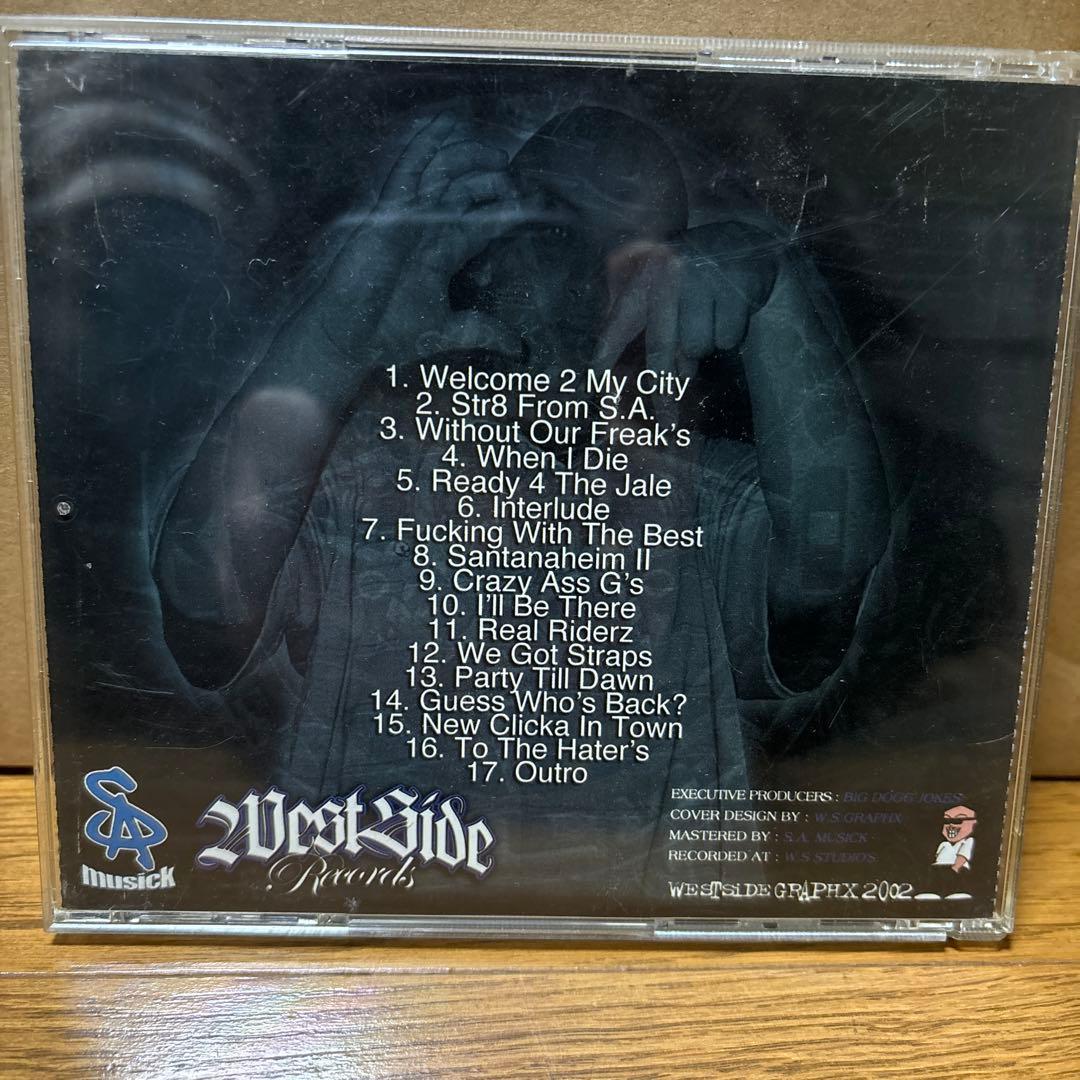 1. Welcome 2 My City
2. Str8 From S.A.
3. Without Our Freak's
4. When I Die
5. Ready 4 The Jale
6. Interlude
7. Fucking With The Best
8. Santanaheim II
9. Crazy Ass G's
10. I'll Be There
11. Real Riderz
12. We Got Straps
13. Party Till Dawn
14. Guess Who's Back?
15. New Clicka In Town
16. To The Hater's
17. Outro
SA
musick
West Side
Records
EXECUTIVE PRODUCERS : BIG DOGG JOKES
COVER DESIGN BY : W.S. GRAPHX
MASTERED BY : S.A. MUSICK
RECORDED AT : W.S STUDIO'S
WESTSIDE GRAPHX 2002